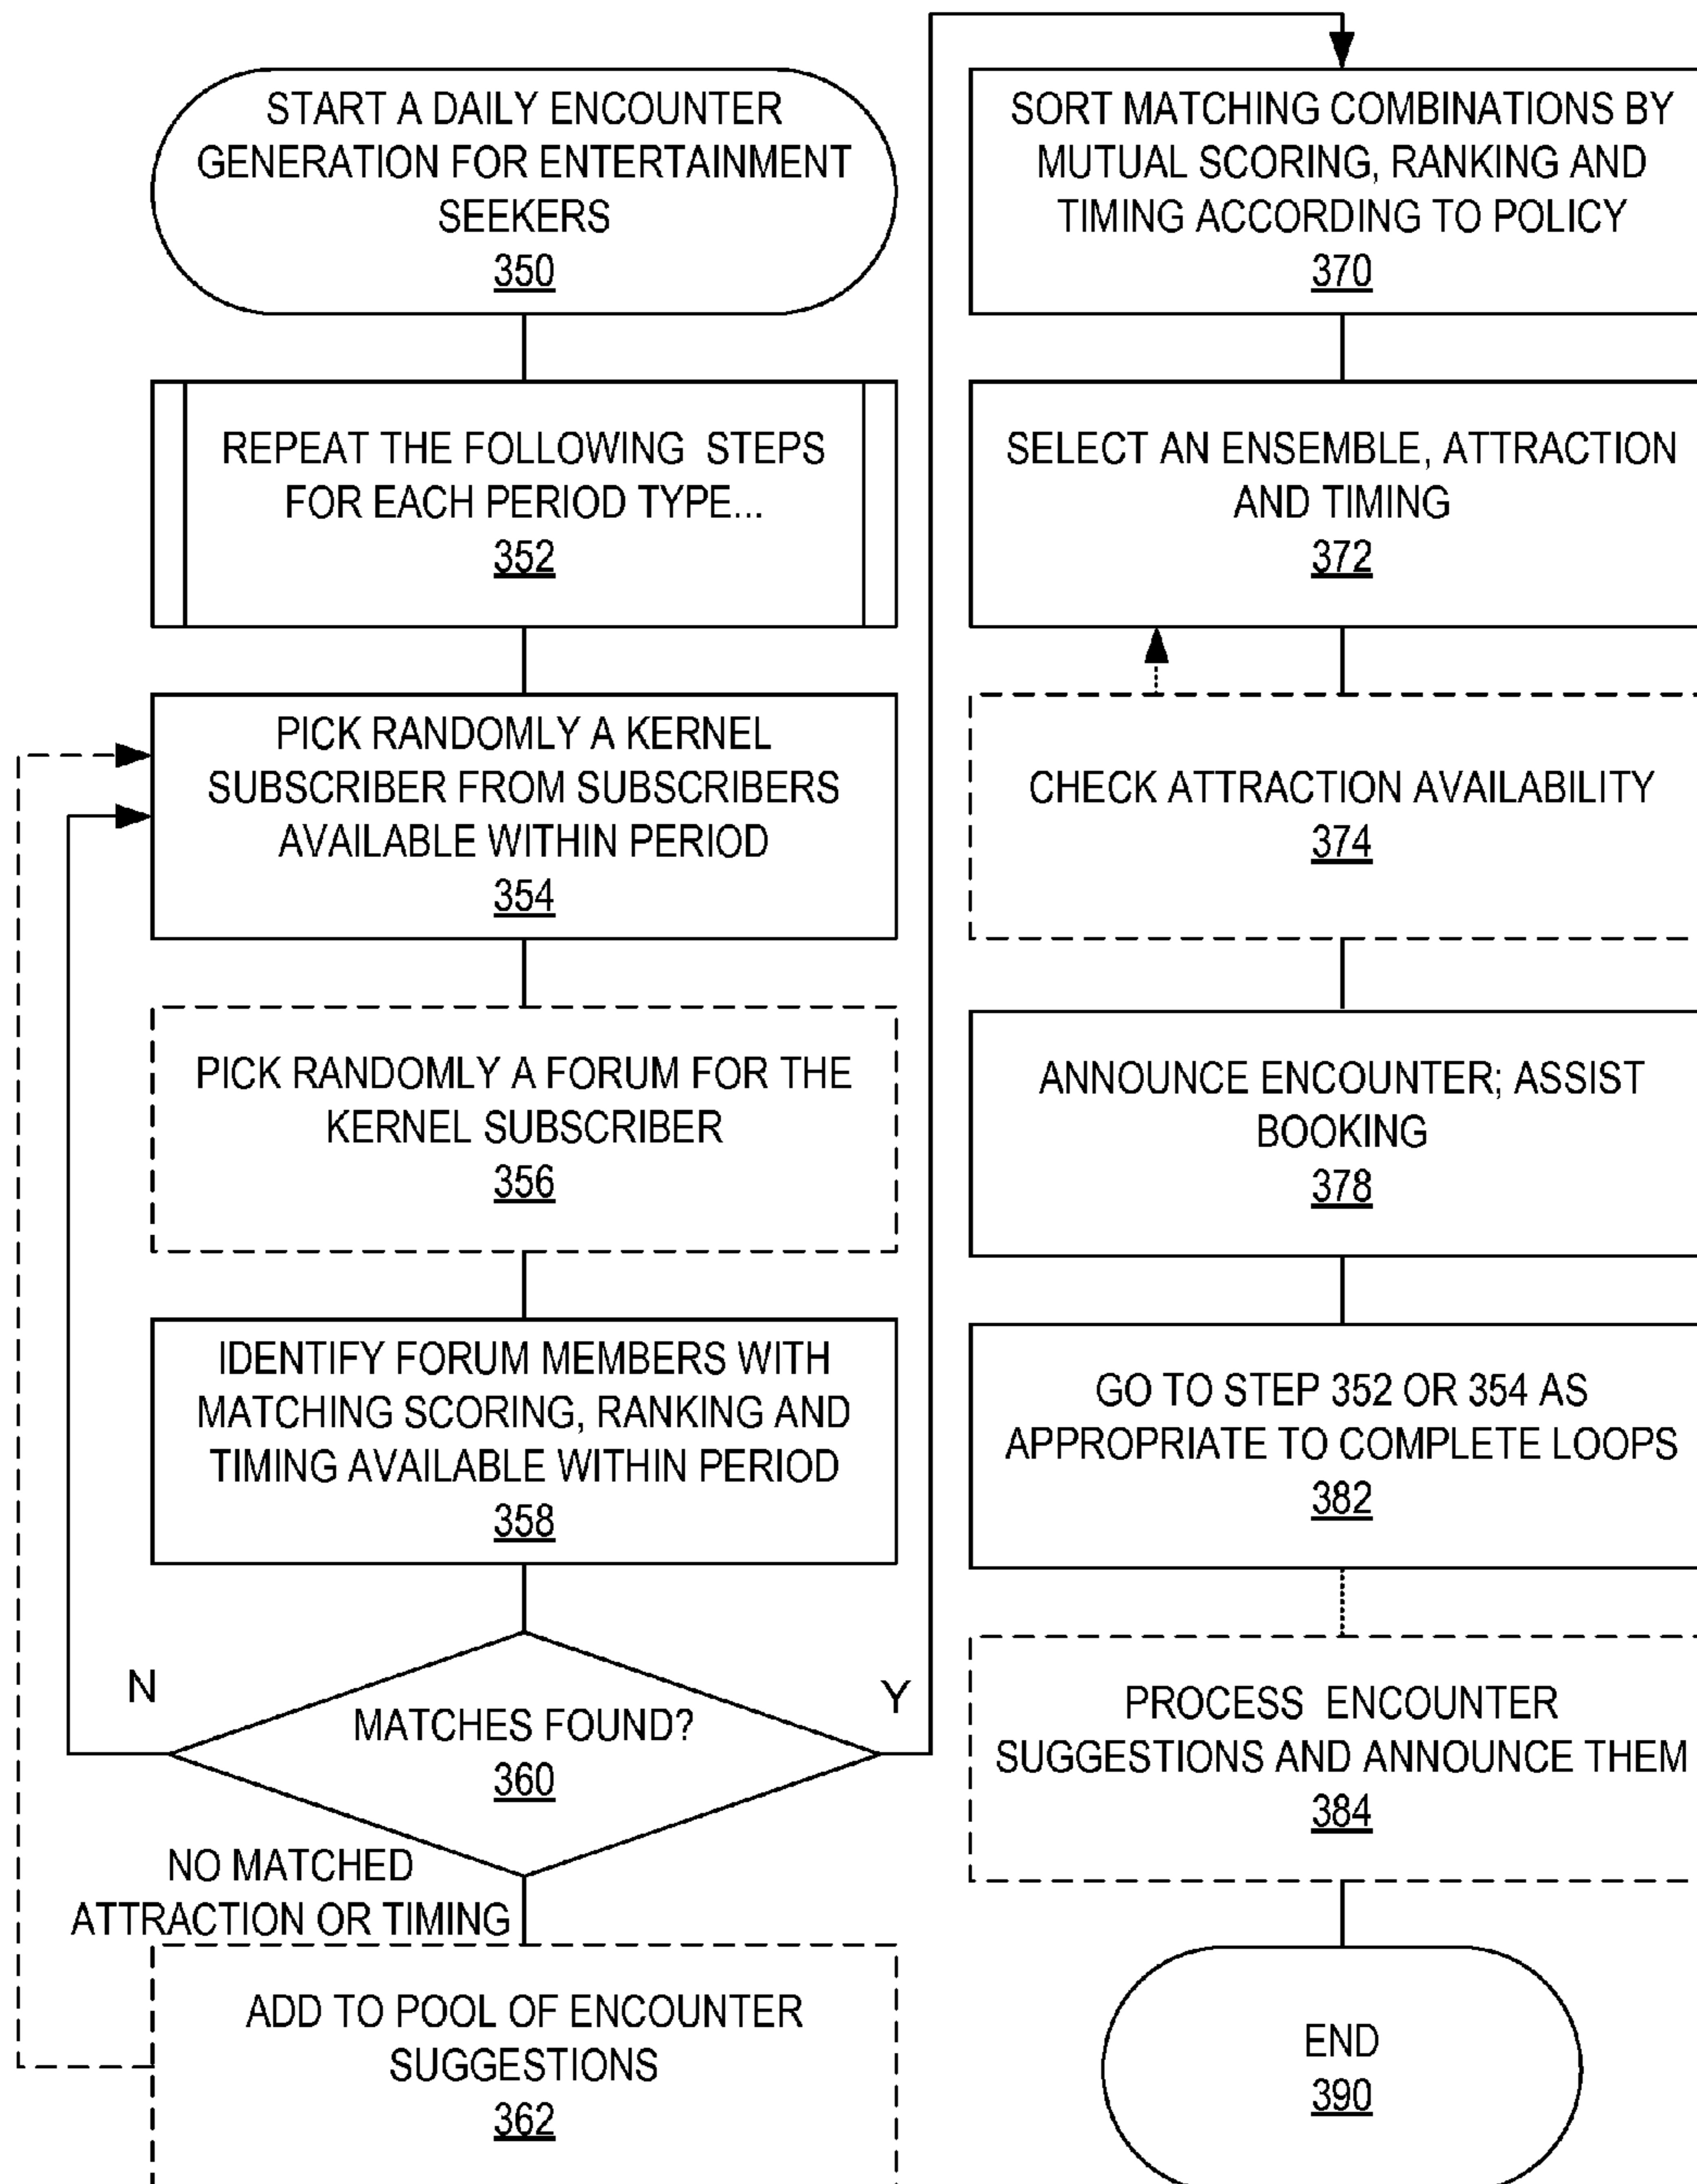 START A DAILY ENCOUNTER
GENERATION FOR ENTERTAINMENT
SEEKERS
350
REPEAT THE FOLLOWING STEPS
FOR EACH PERIOD TYPE...
352
PICK RANDOMLY A KERNEL
SUBSCRIBER FROM SUBSCRIBERS
AVAILABLE WITHIN PERIOD
354
PICK RANDOMLY A FORUM FOR THE
KERNEL SUBSCRIBER
356
IDENTIFY FORUM MEMBERS WITH
MATCHING SCORING, RANKING AND
TIMING AVAILABLE WITHIN PERIOD
358
N
Y
MATCHES FOUND?
360
NO MATCHED
ATTRACTION OR TIMING
ADD TO POOL OF ENCOUNTER
SUGGESTIONS
362
SORT MATCHING COMBINATIONS BY
MUTUAL SCORING, RANKING AND
TIMING ACCORDING TO POLICY
370
SELECT AN ENSEMBLE, ATTRACTION
AND TIMING
372
CHECK ATTRACTION AVAILABILITY
374
ANNOUNCE ENCOUNTER; ASSIST
BOOKING
378
GO TO STEP 352 OR 354 AS
APPROPRIATE TO COMPLETE LOOPS
382
PROCESS ENCOUNTER
SUGGESTIONS AND ANNOUNCE THEM
384
END
390